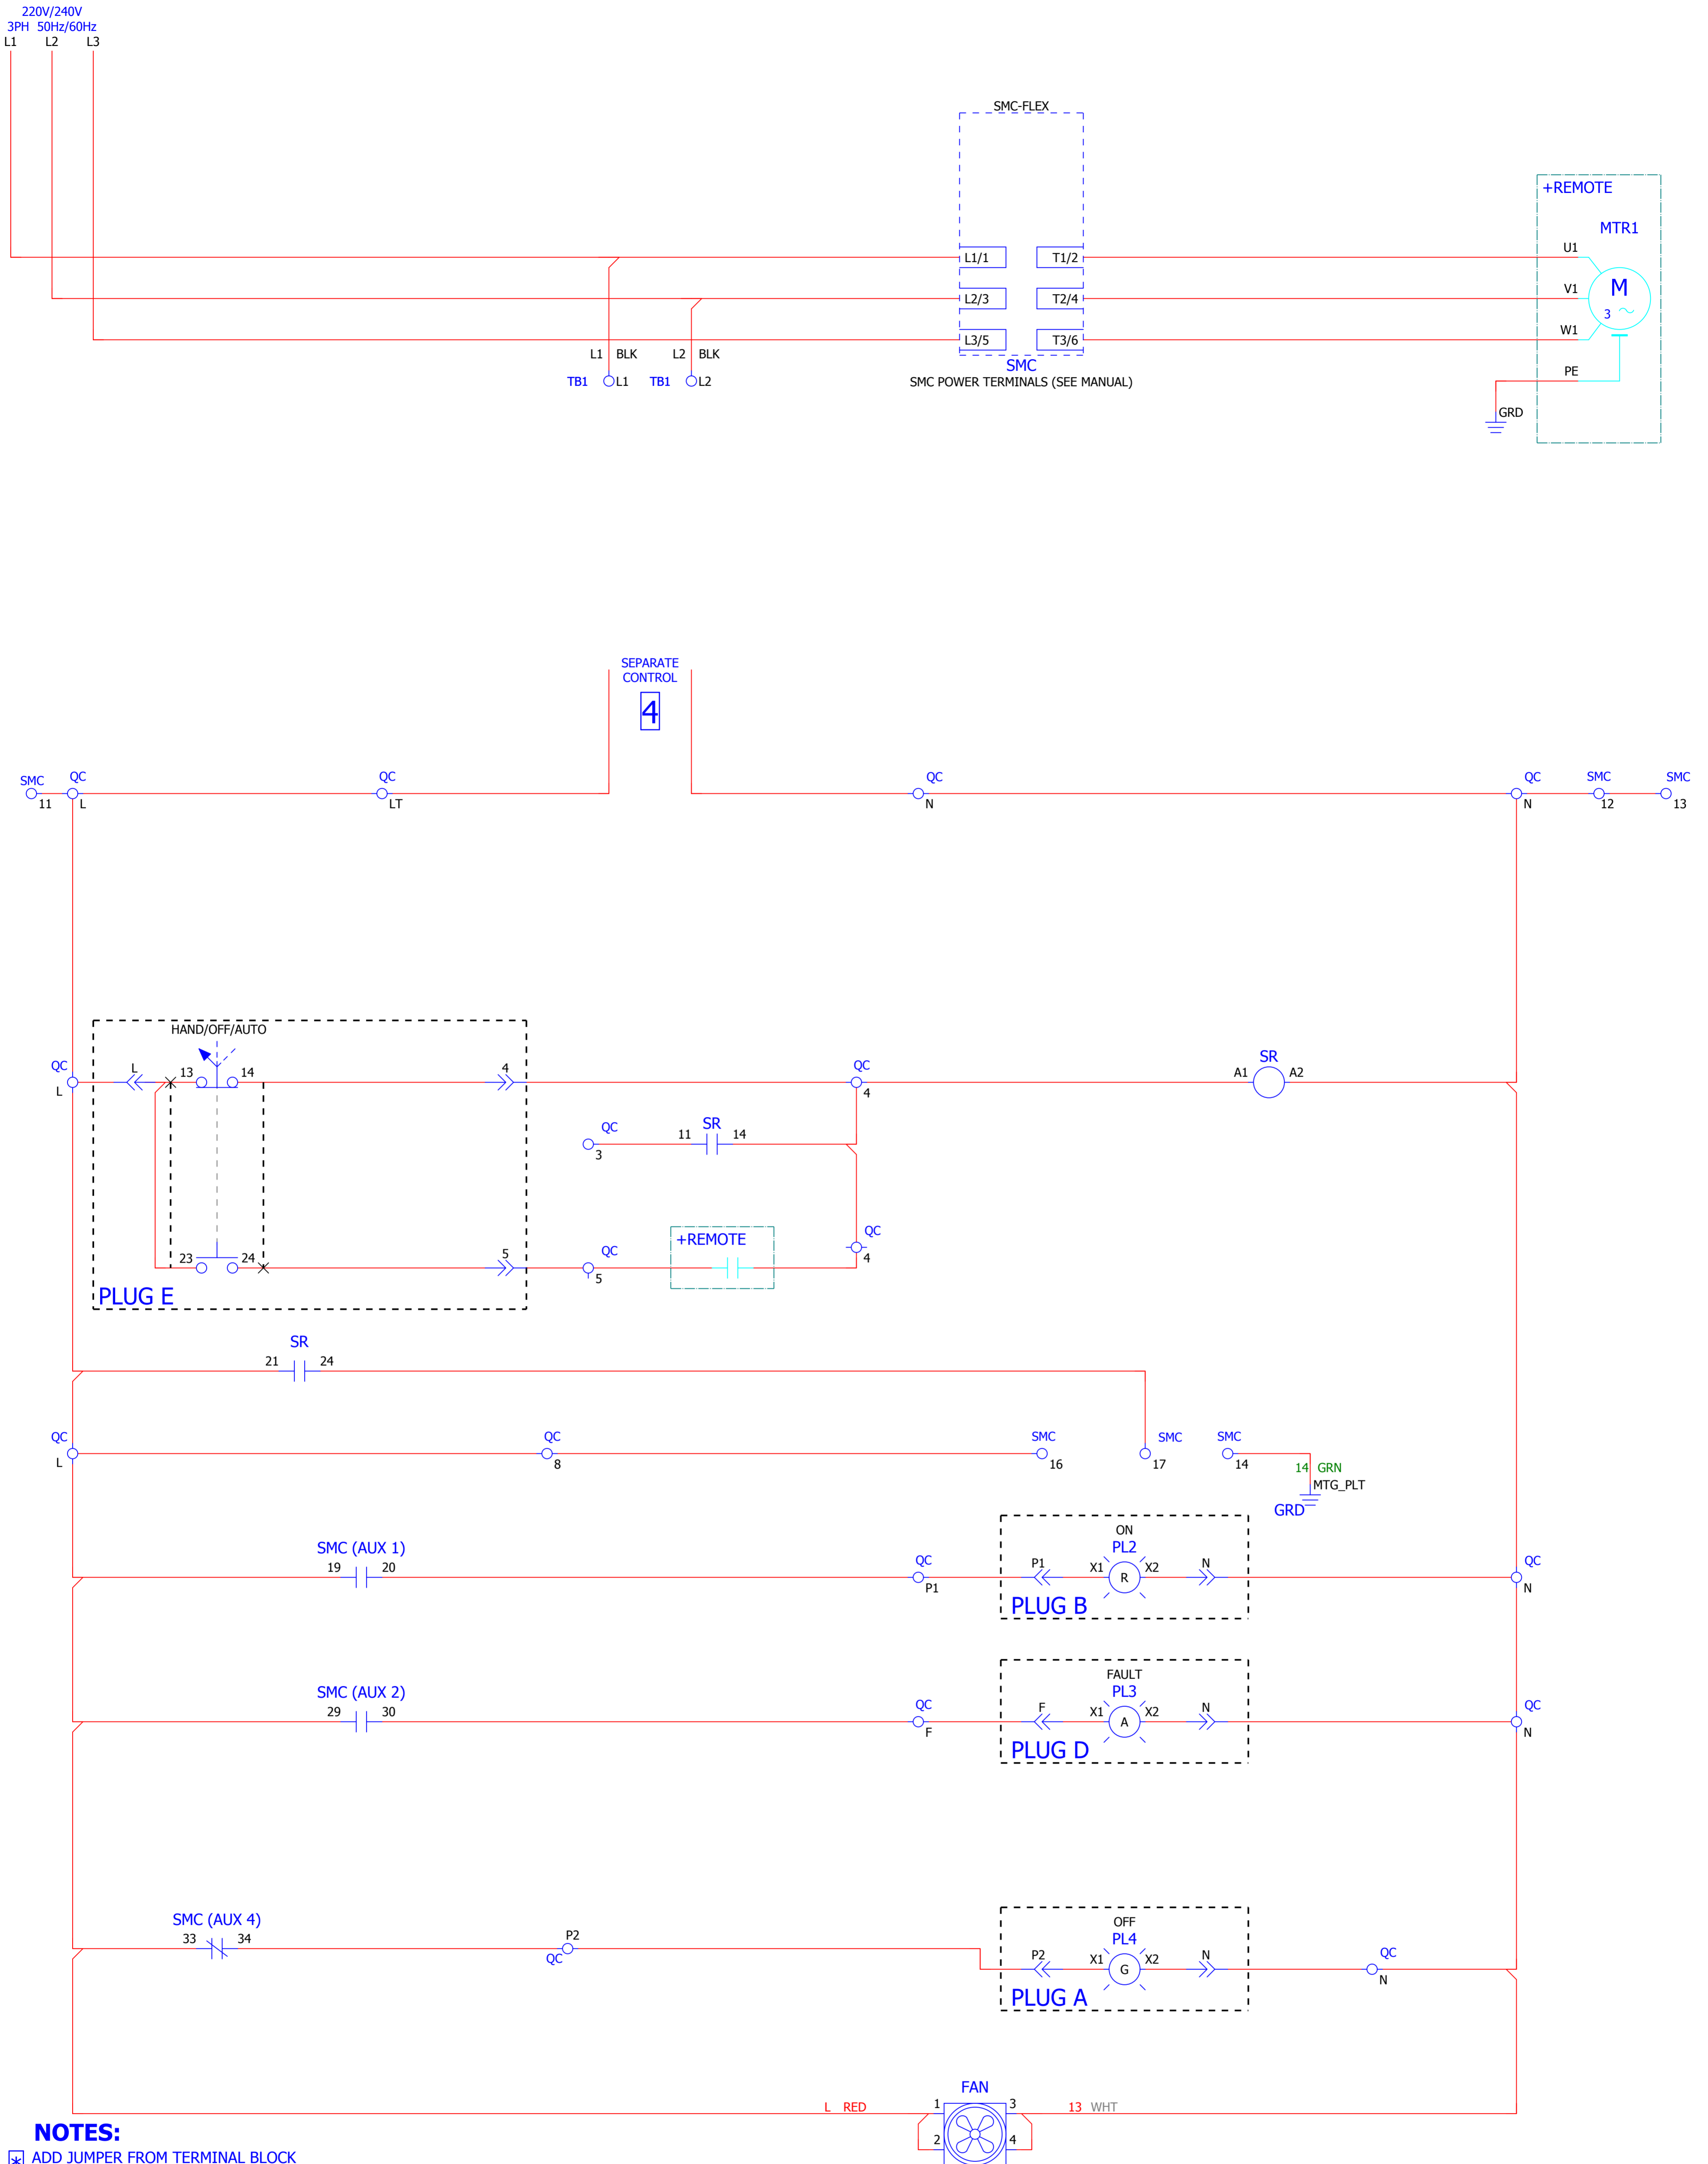 220V/240V
3PH 50Hz/60Hz
L1 L2 L3
SMC-FLEX
+REMOTE
MTR1
U1
L1/1 T1/2
M
3
V1
L2/3 T2/4
W1
L3/5 T3/6
L1 BLK L2 BLK
SMC
PE
TB1 L1 TB1 L2
SMC POWER TERMINALS (SEE MANUAL)
GRD
SEPARATE
CONTROL
4
SMC QC QC QC QC SMC SMC
11 L LT N N 12 13
HAND/OFF/AUTO
QC L 13 14 4 QC SR
A1 A2
L 4
QC 11 SR 14
3
QC
+REMOTE
QC
23 24 5
5 4
PLUG E
SR
21 24
QC QC SMC SMC SMC
L 8 16 17 14
14 GRN
MTG_PLT
GRD
ON
SMC (AUX 1) PL2
19 20 QC P1 X1 R X2 N QC
P1 N
PLUG B
FAULT
SMC (AUX 2) PL3
29 30 QC F X1 A X2 N QC
F N
PLUG D
SMC (AUX 4) OFF
33 34 P2 PL4
QC P2 X1 G X2 N QC
N
PLUG A
FAN
L RED 1 3 13 WHT
2 4
NOTES:
* ADD JUMPER FROM TERMINAL BLOCK